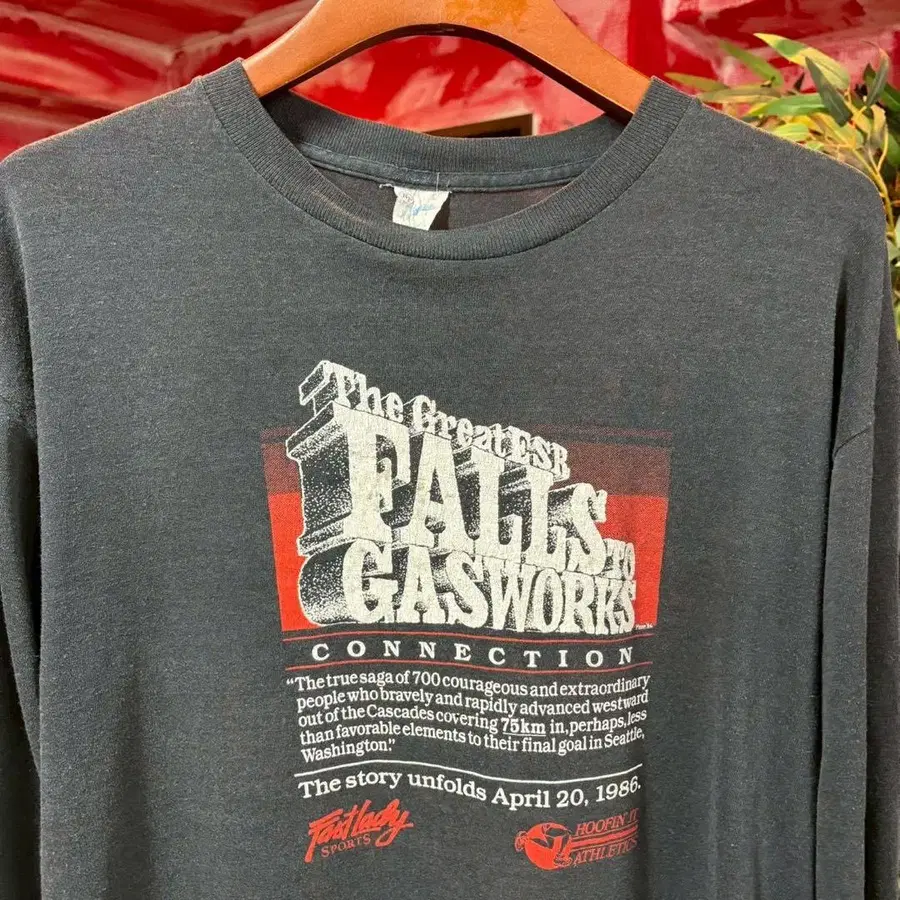 The Great ESR
FALLS TO
GASWORKS
CONNECTION
“The true saga of 700 courageous and extraordinary
people who bravely and rapidly advanced westward
out of the Cascades covering 75km in, perhaps, less
than favorable elements to their final goal in Seattle,
Washington.”
The story unfolds April 20, 1986.
Fast lady
SPORTS
HOOFIN' IT
ATHLETICS